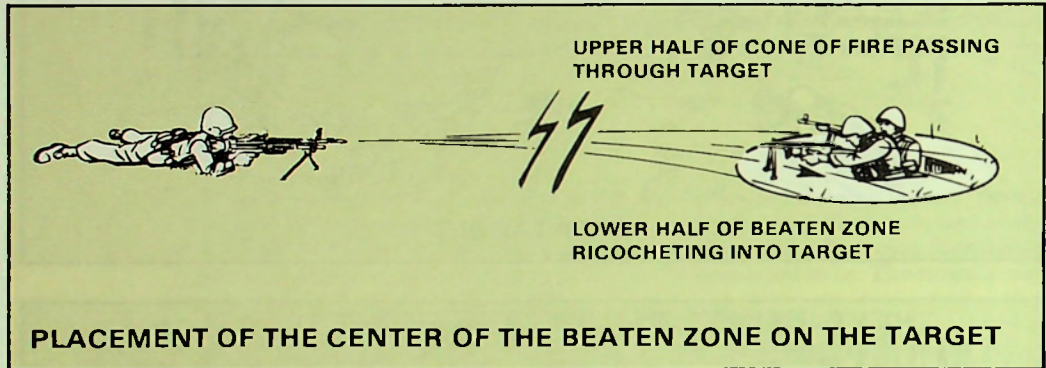 UPPER HALF OF CONE OF FIRE PASSING
THROUGH TARGET
LOWER HALF OF BEATEN ZONE
RICOCHETING INTO TARGET
PLACEMENT OF THE CENTER OF THE BEATEN ZONE ON THE TARGET